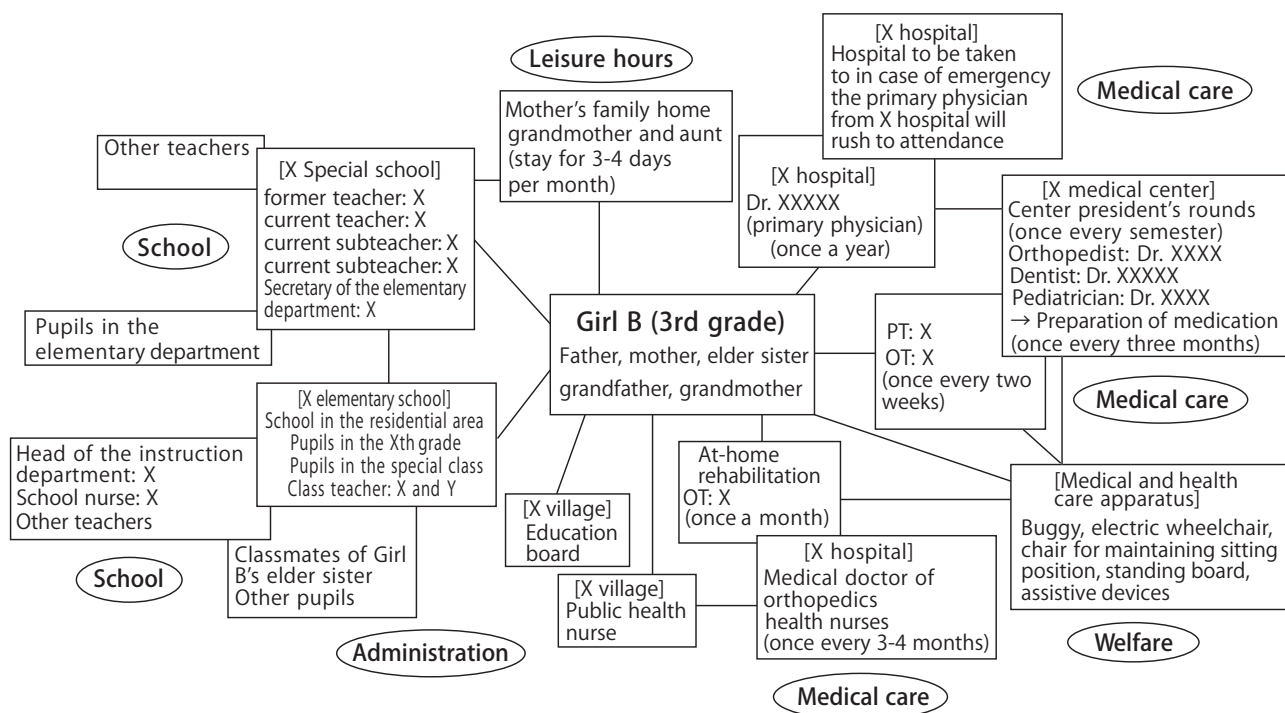 Leisure hours
Mother's family home
grandmother and aunt
(stay for 3-4 days
per month)
[X hospital]
Hospital to be taken
to in case of emergency
the primary physician
from X hospital will
rush to attendance
Medical care
Other teachers
[X Special school]
former teacher: X
current teacher: X
current subteacher: X
current subteacher: X
Secretary of the elementary
department: X
School
Pupils in the
elementary department
[X hospital]
Dr. XXXXX
(primary physician)
(once a year)
[X medical center]
Center president's rounds
(once every semester)
Orthopedist: Dr. XXXX
Dentist: Dr. XXXXX
Pediatrician: Dr. XXXX
→ Preparation of medication
(once every three months)
Girl B (3rd grade)
Father, mother, elder sister
grandfather, grandmother
PT: X
OT: X
(once every two
weeks)
Medical care
[X elementary school]
School in the residential area
Pupils in the Xth grade
Pupils in the special class
Class teacher: X and Y
Head of the instruction
department: X
School nurse: X
Other teachers
School
Classmates of Girl
B's elder sister
Other pupils
Administration
[X village]
Education
board
[X village]
Public health
nurse
At-home
rehabilitation
OT: X
(once a month)
[X hospital]
Medical doctor of
orthopedics
health nurses
(once every 3-4 months)
Medical care
[Medical and health
care apparatus]
Buggy, electric wheelchair,
chair for maintaining sitting
position, standing board,
assistive devices
Welfare